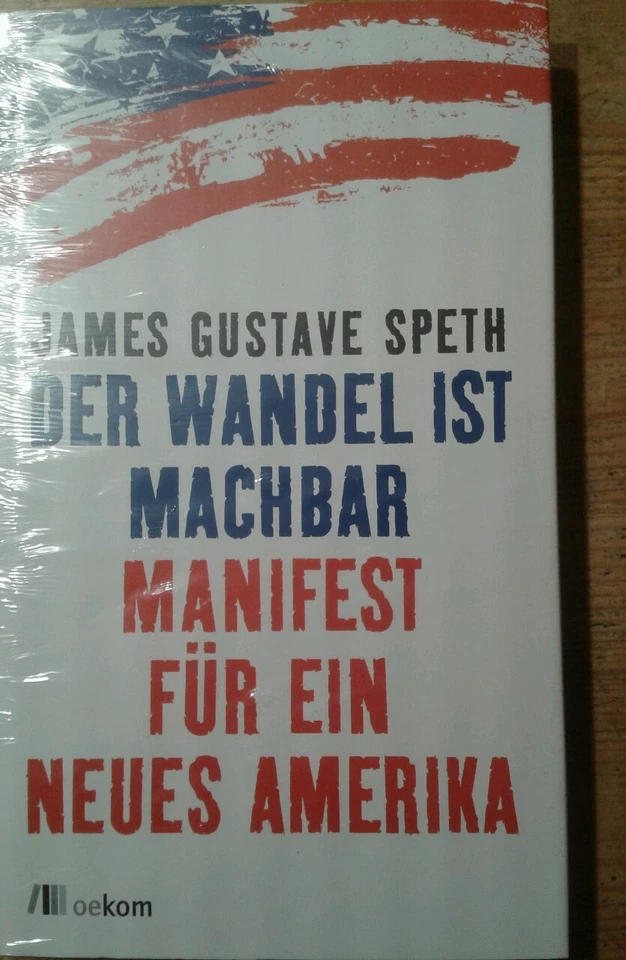 JAMES GUSTAVE SPETH
DER WANDEL IST
MACHBAR
MANIFEST
FÜR EIN
NEUES AMERIKA
oekom